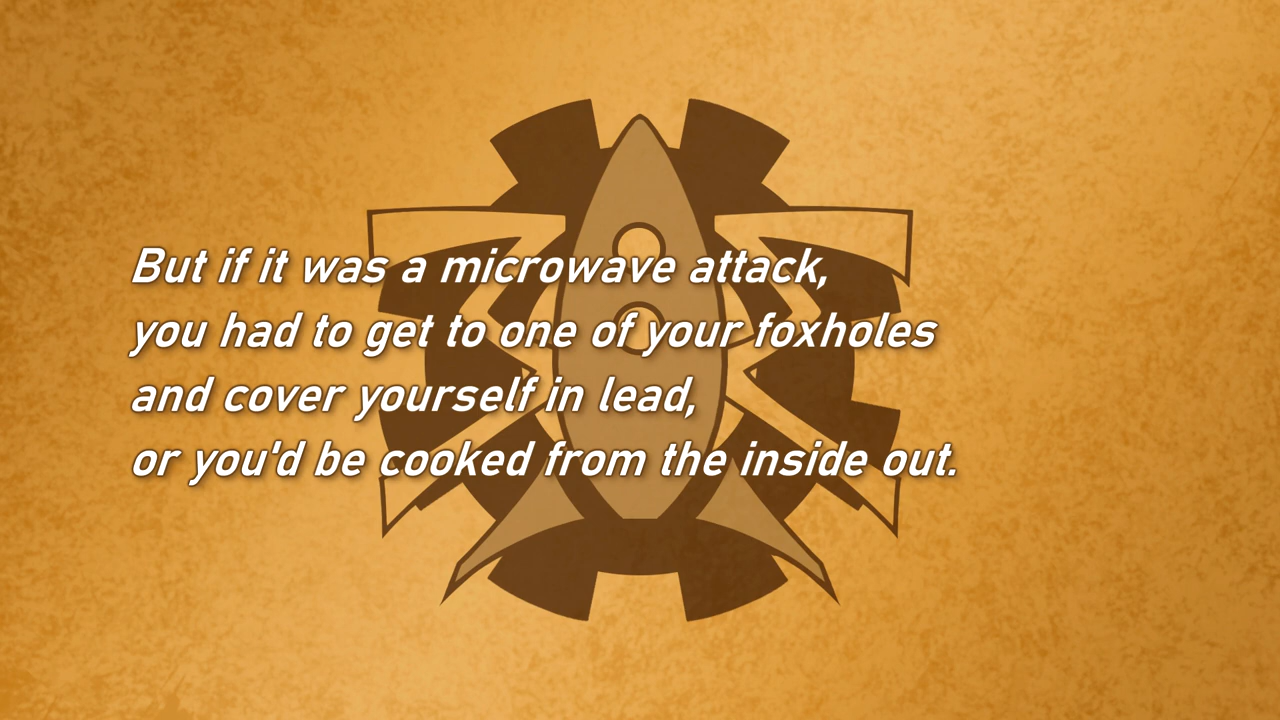 But if it was a microwave attack,
you had to get to one of your foxholes
and cover yourself in lead,
or you'd be cooked from the inside out.